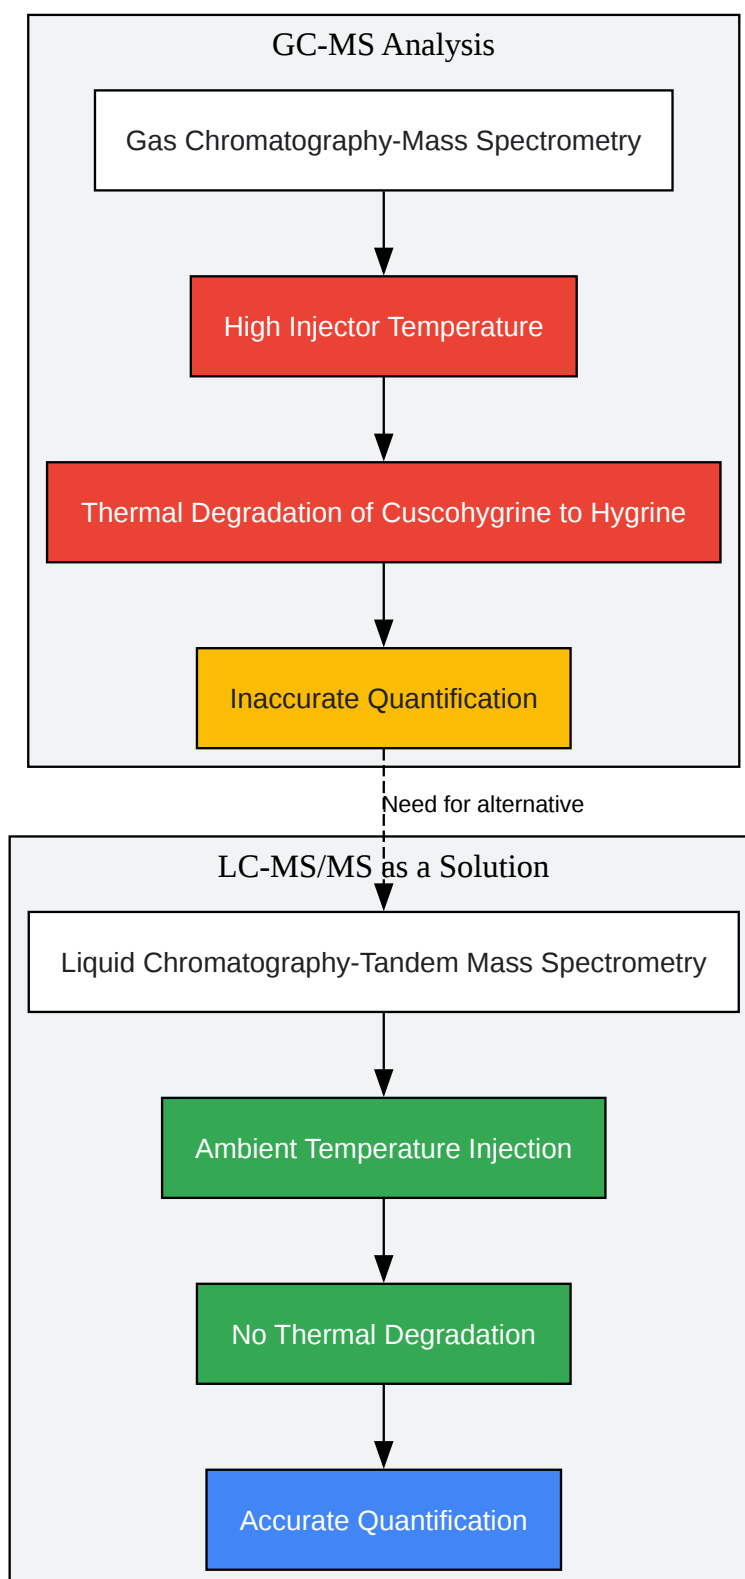 GC-MS Analysis
Gas Chromatography-Mass Spectrometry
High Injector Temperature
Thermal Degradation of Cuscohygrine to Hygrine
Inaccurate Quantification
Need for alternative
LC-MS/MS as a Solution
Liquid Chromatography-Tandem Mass Spectrometry
Ambient Temperature Injection
No Thermal Degradation
Accurate Quantification